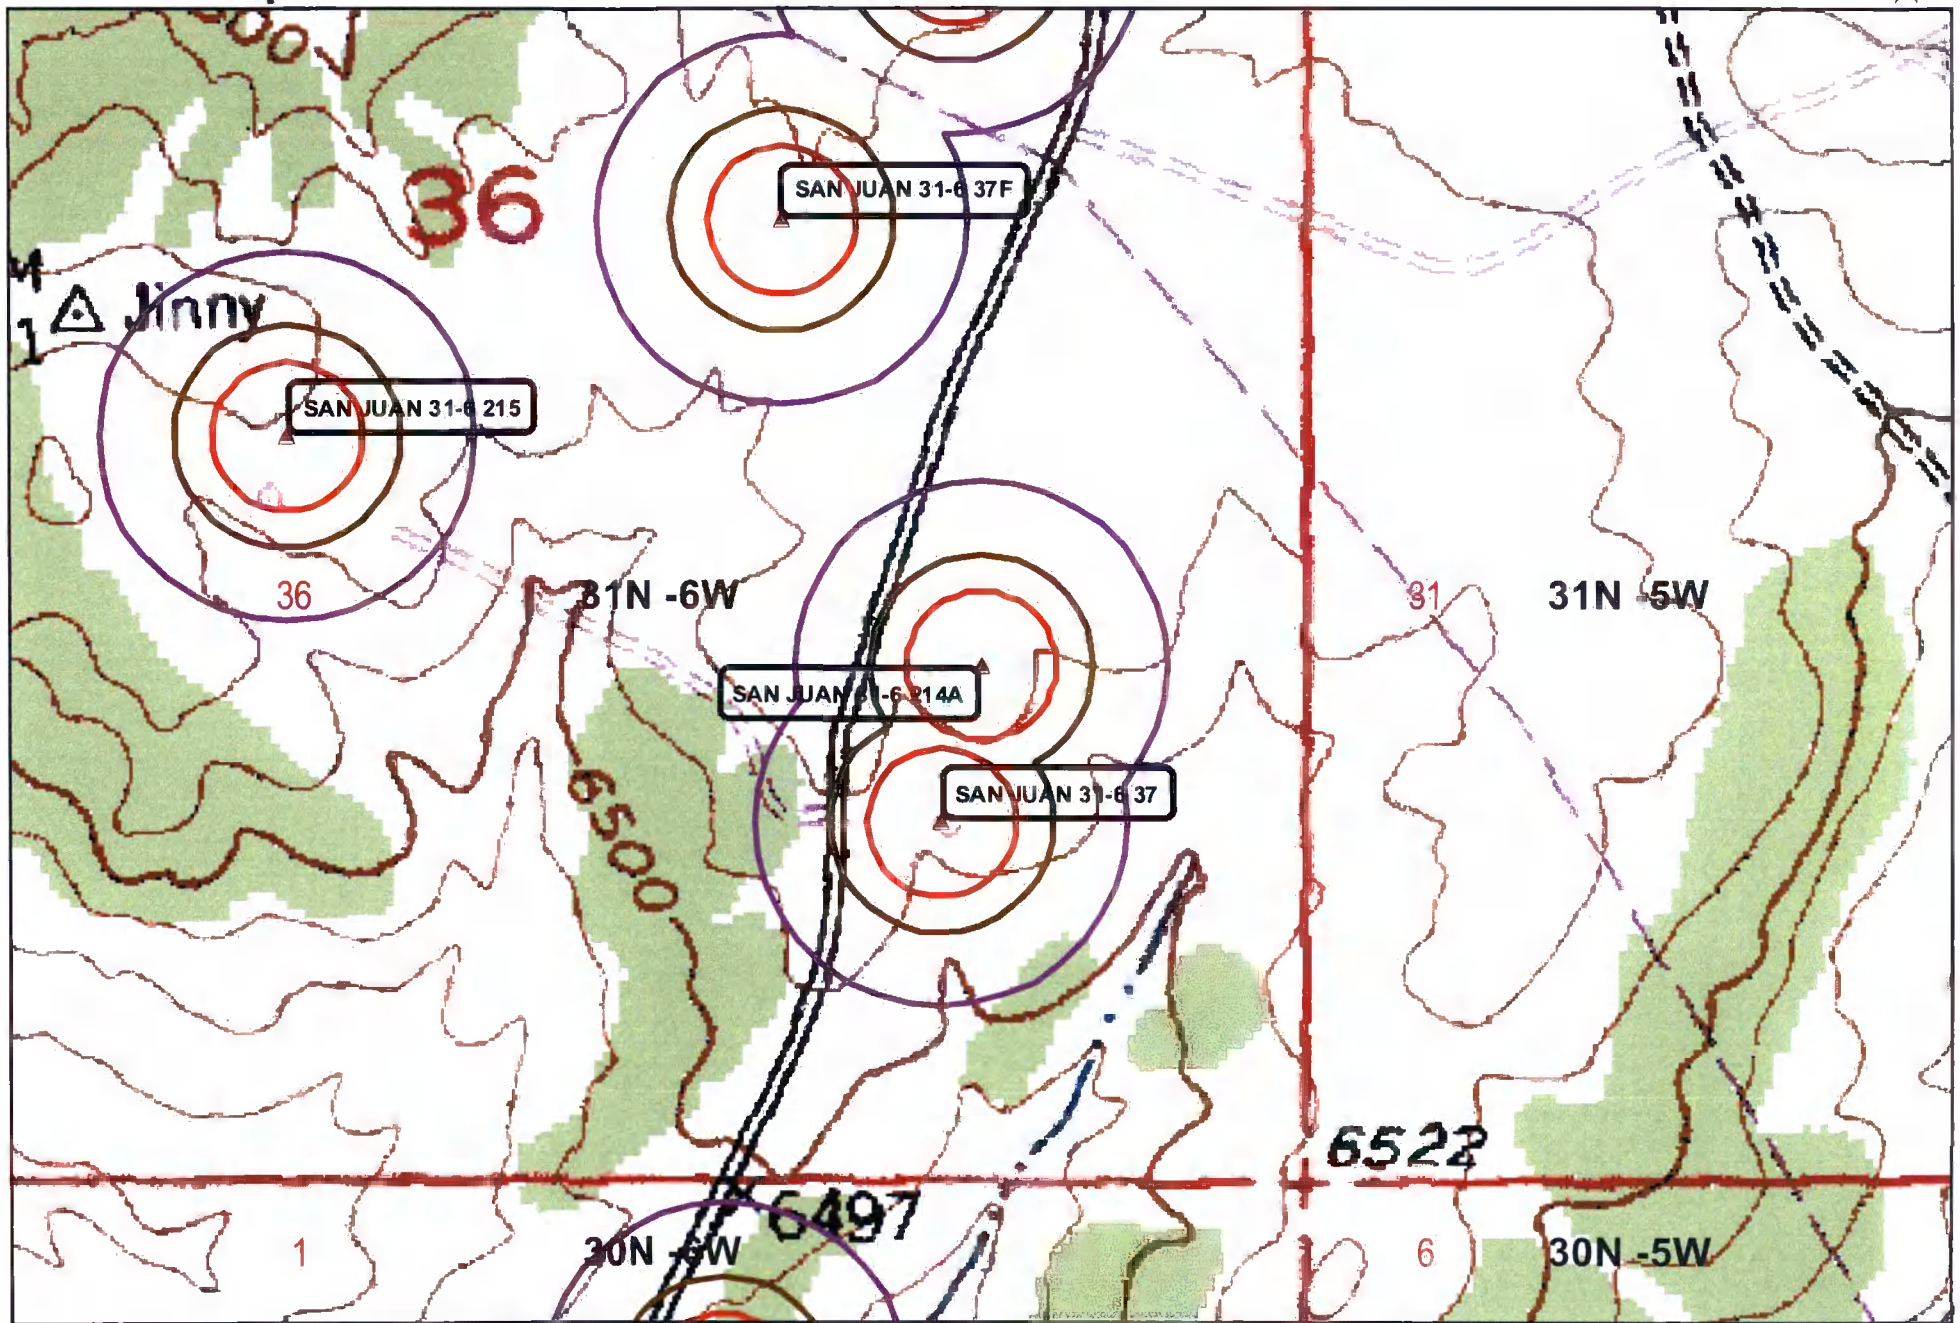 36
SAN JUAN 31-6 37F
Jinny
SAN JUAN 31-6 215
36
31N -6W
31
31N -5W
SAN JUAN 31-6 214A
SAN JUAN 31-6 37
6500
6522
6497
1
30N -6W
6
30N -5W